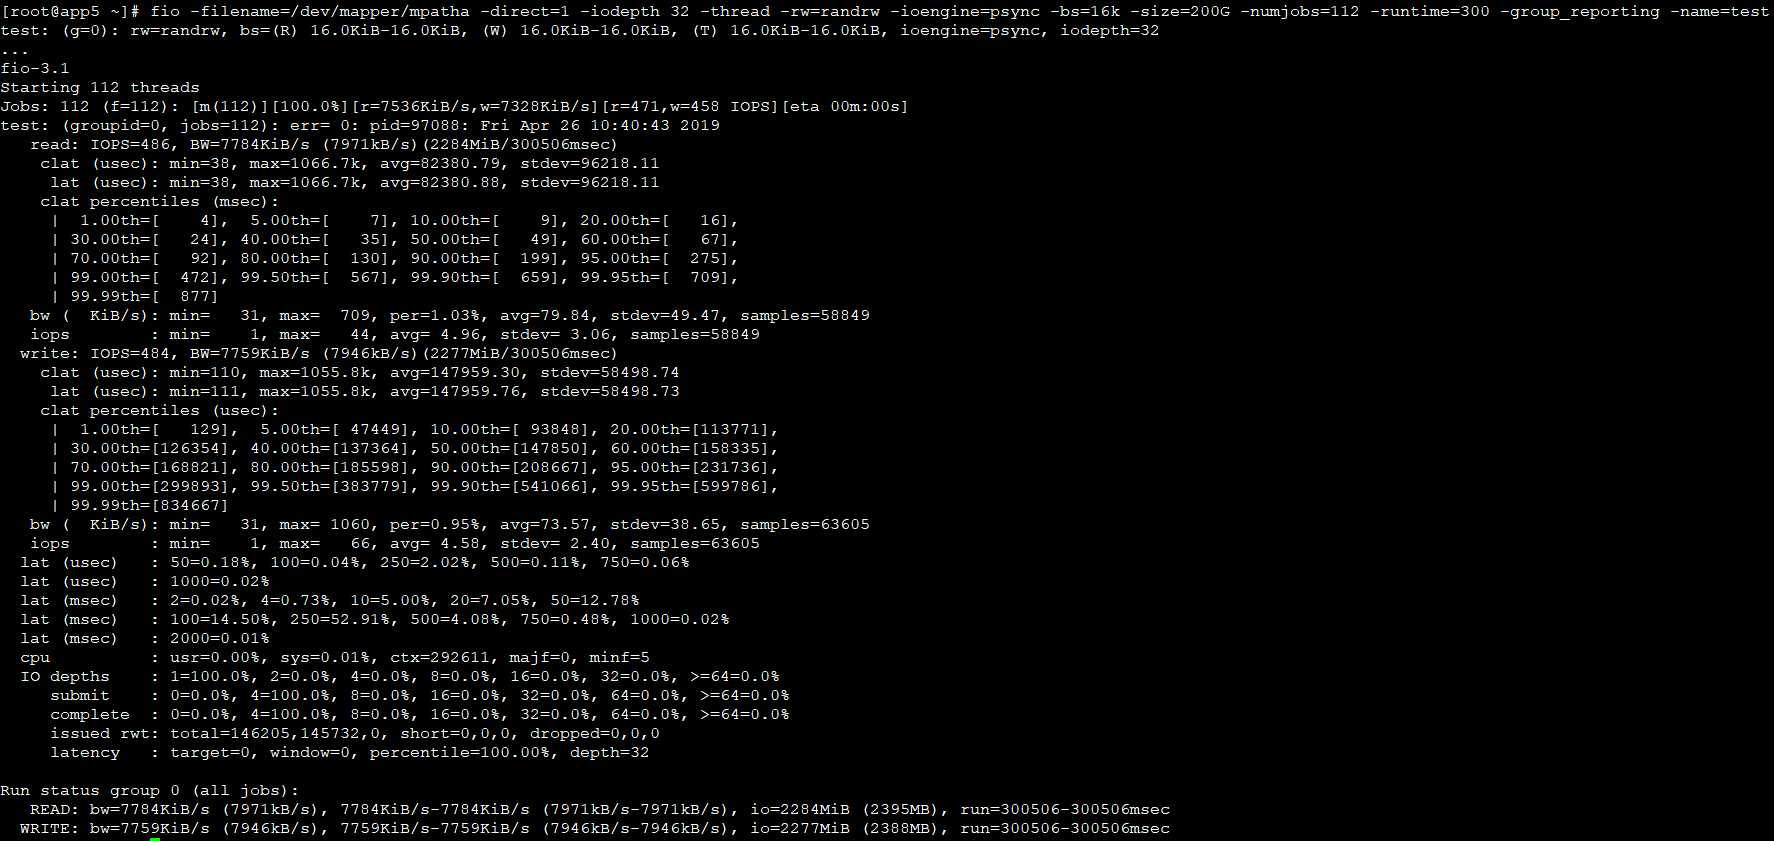 [root@app5 ~]# fio -filename=/dev/mapper/mpatha -direct=1 -iodepth 32 -thread -rw=randrw -ioengine=psync -bs=16k -size=200G -numjobs=112 -runtime=300 -group_reporting -name=test
test: (g=0): rw=randrw, bs=(R) 16.0KiB-16.0KiB, (W) 16.0KiB-16.0KiB, (T) 16.0KiB-16.0KiB, ioengine=psync, iodepth=32
...
fio-3.1
Starting 112 threads
Jobs: 112 (f=112): [m(112)][100.0%][r=7536KiB/s,w=7328KiB/s][r=471,w=458 IOPS][eta 00m:00s]
test: (groupid=0, jobs=112): err= 0: pid=97088: Fri Apr 26 10:40:43 2019
   read: IOPS=486, BW=7784KiB/s (7971kB/s)(2284MiB/300506msec)
    clat (usec): min=38, max=1066.7k, avg=82380.79, stdev=96218.11
     lat (usec): min=38, max=1066.7k, avg=82380.88, stdev=96218.11
    clat percentiles (msec):
     |  1.00th=[    4],  5.00th=[    7], 10.00th=[    9], 20.00th=[   16],
     | 30.00th=[   24], 40.00th=[   35], 50.00th=[   49], 60.00th=[   67],
     | 70.00th=[   92], 80.00th=[  130], 90.00th=[  199], 95.00th=[  275],
     | 99.00th=[  472], 99.50th=[  567], 99.90th=[  659], 99.95th=[  709],
     | 99.99th=[  877]
   bw (  KiB/s): min=   31, max=  709, per=1.03%, avg=79.84, stdev=49.47, samples=58849
   iops        : min=    1, max=   44, avg= 4.96, stdev= 3.06, samples=58849
  write: IOPS=484, BW=7759KiB/s (7946kB/s)(2277MiB/300506msec)
    clat (usec): min=110, max=1055.8k, avg=147959.30, stdev=58498.74
     lat (usec): min=111, max=1055.8k, avg=147959.76, stdev=58498.73
    clat percentiles (usec):
     |  1.00th=[   129],  5.00th=[ 47449], 10.00th=[ 93848], 20.00th=[113771],
     | 30.00th=[126354], 40.00th=[137364], 50.00th=[147850], 60.00th=[158335],
     | 70.00th=[168821], 80.00th=[185598], 90.00th=[208667], 95.00th=[231736],
     | 99.00th=[299893], 99.50th=[383779], 99.90th=[541066], 99.95th=[599786],
     | 99.99th=[834667]
   bw (  KiB/s): min=   31, max= 1060, per=0.95%, avg=73.57, stdev=38.65, samples=63605
   iops        : min=    1, max=   66, avg= 4.58, stdev= 2.40, samples=63605
  lat (usec)   : 50=0.18%, 100=0.04%, 250=2.02%, 500=0.11%, 750=0.06%
  lat (usec)   : 1000=0.02%
  lat (msec)   : 2=0.02%, 4=0.73%, 10=5.00%, 20=7.05%, 50=12.78%
  lat (msec)   : 100=14.50%, 250=52.91%, 500=4.08%, 750=0.48%, 1000=0.02%
  lat (msec)   : 2000=0.01%
  cpu          : usr=0.00%, sys=0.01%, ctx=292611, majf=0, minf=5
  IO depths    : 1=100.0%, 2=0.0%, 4=0.0%, 8=0.0%, 16=0.0%, 32=0.0%, >=64=0.0%
     submit    : 0=0.0%, 4=100.0%, 8=0.0%, 16=0.0%, 32=0.0%, 64=0.0%, >=64=0.0%
     complete  : 0=0.0%, 4=100.0%, 8=0.0%, 16=0.0%, 32=0.0%, 64=0.0%, >=64=0.0%
     issued rwt: total=146205,145732,0, short=0,0,0, dropped=0,0,0
     latency   : target=0, window=0, percentile=100.00%, depth=32

Run status group 0 (all jobs):
   READ: bw=7784KiB/s (7971kB/s), 7784KiB/s-7784KiB/s (7971kB/s-7971kB/s), io=2284MiB (2395MB), run=300506-300506msec
  WRITE: bw=7759KiB/s (7946kB/s), 7759KiB/s-7759KiB/s (7946kB/s-7946kB/s), io=2277MiB (2388MB), run=300506-300506msec